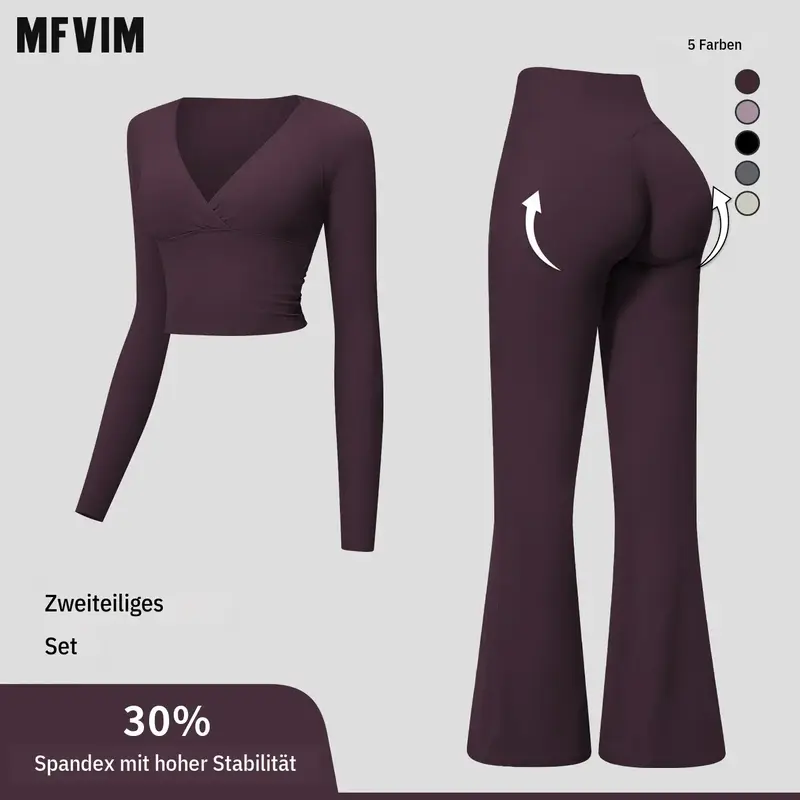 MFVIM
5 Farben
Zweiteiliges
Set
30%
Spandex mit hoher Stabilität